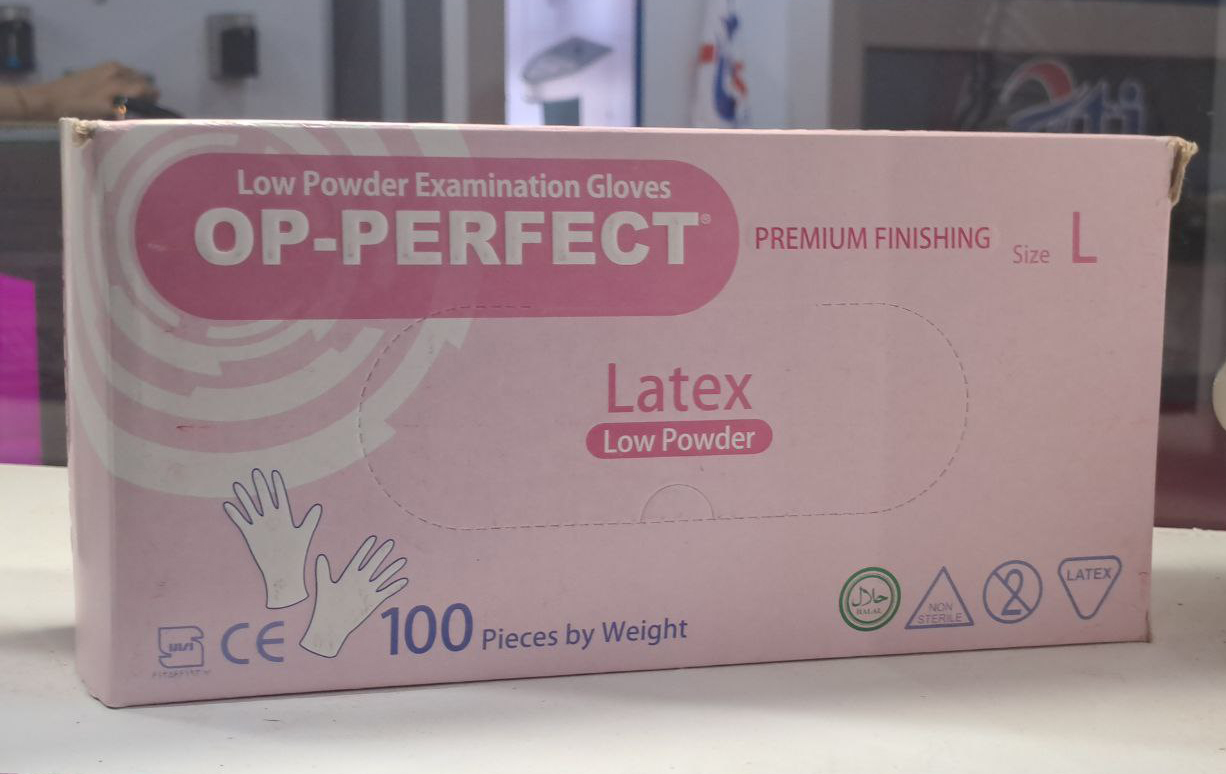 Low Powder Examination Gloves
OP-PERFECT®
PREMIUM FINISHING
Size L
Latex
Low Powder
100 Pieces by Weight
CE
حلال
HALAL
NON
STERILE
2
LATEX